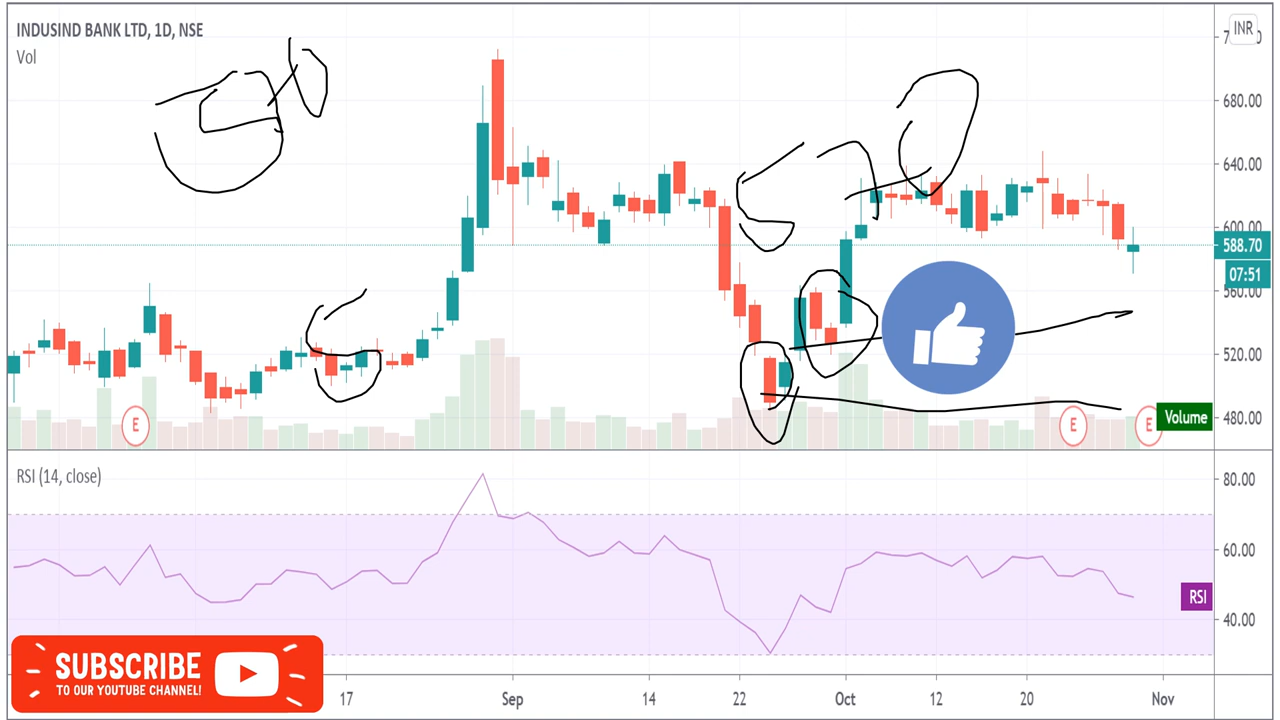 INDUSIND BANK LTD, 1D, NSE
Vol
INR
680.00
640.00
600.00
588.70
07:51
560.00
520.00
E
E
E
Volume
480.00
RSI (14, close)
80.00
60.00
RSI
40.00
SUBSCRIBE
TO OUR YOUTUBE CHANNEL!
17
Sep
14
22
Oct
12
20
Nov